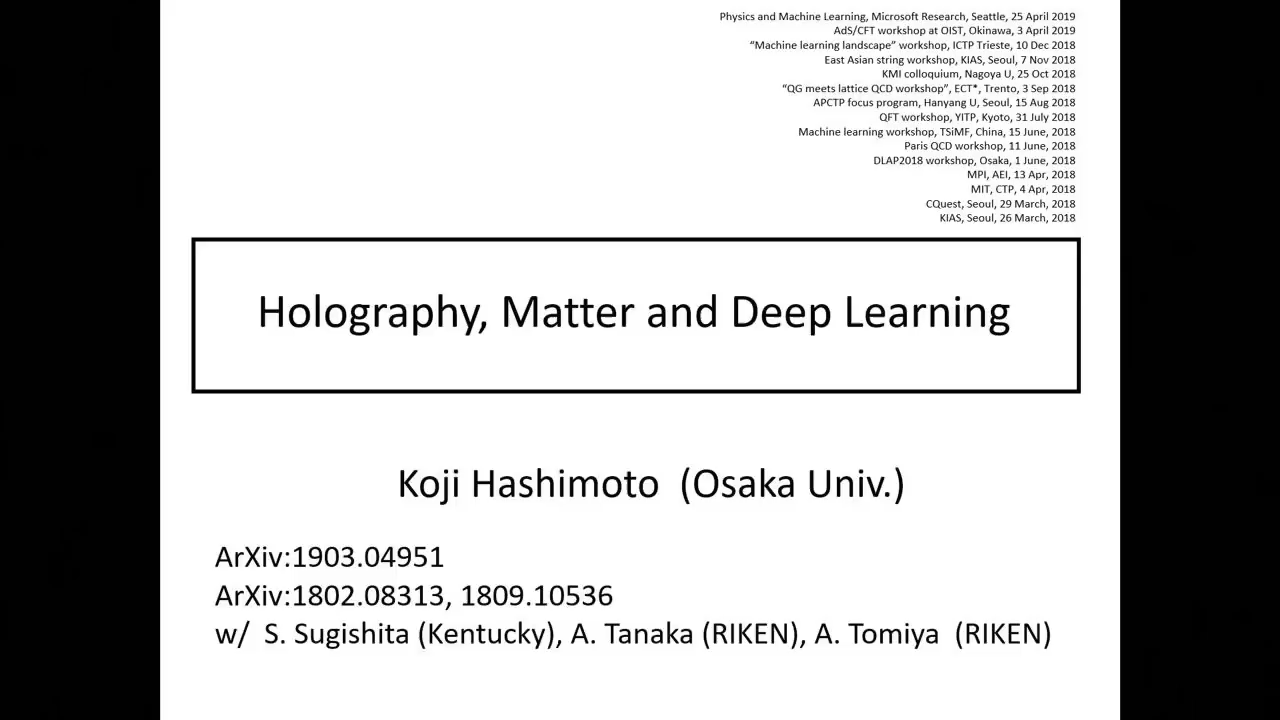 Physics and Machine Learning, Microsoft Research, Seattle, 25 April 2019
AdS/CFT workshop at OIST, Okinawa, 3 April 2019
“Machine learning landscape” workshop, ICTP Trieste, 10 Dec 2018
East Asian string workshop, KIAS, Seoul, 7 Nov 2018
KMI colloquium, Nagoya U, 25 Oct 2018
“QG meets lattice QCD workshop”, ECT*, Trento, 3 Sep 2018
APCTP focus program, Hanyang U, Seoul, 15 Aug 2018
QFT workshop, YITP, Kyoto, 31 July 2018
Machine learning workshop, TSiMF, China, 15 June, 2018
Paris QCD workshop, 11 June, 2018
DLAP2018 workshop, Osaka, 1 June, 2018
MPI, AEI, 13 Apr, 2018
MIT, CTP, 4 Apr, 2018
CQuest, Seoul, 29 March, 2018
KIAS, Seoul, 26 March, 2018
Holography, Matter and Deep Learning
Koji Hashimoto (Osaka Univ.)
ArXiv:1903.04951
ArXiv:1802.08313, 1809.10536
w/ S. Sugishita (Kentucky), A. Tanaka (RIKEN), A. Tomiya (RIKEN)